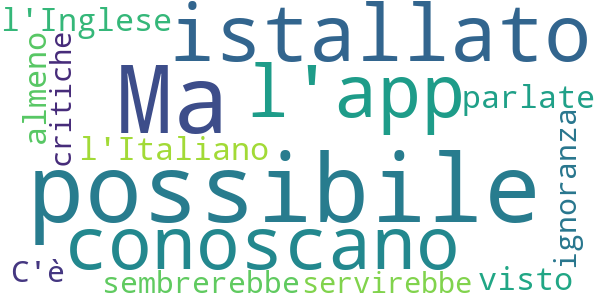 l'Inglese
istallato
almeno
critiche
Ma
l'app
parlate
l'Italiano
ignoranza
possibile
conoscano
C'è
sembrerebbe
servirebbe
visto